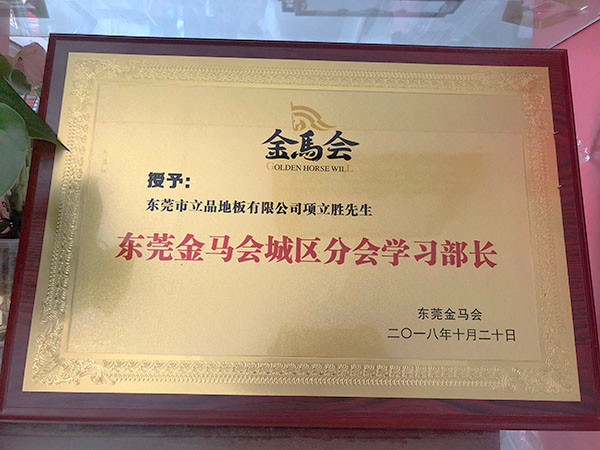 金馬会
GOLDEN HORSE WILL
授予：
东莞市立品地板有限公司项立胜先生
东莞金马会城区分会学习部长
东莞金马会
二〇一八年十月二十日